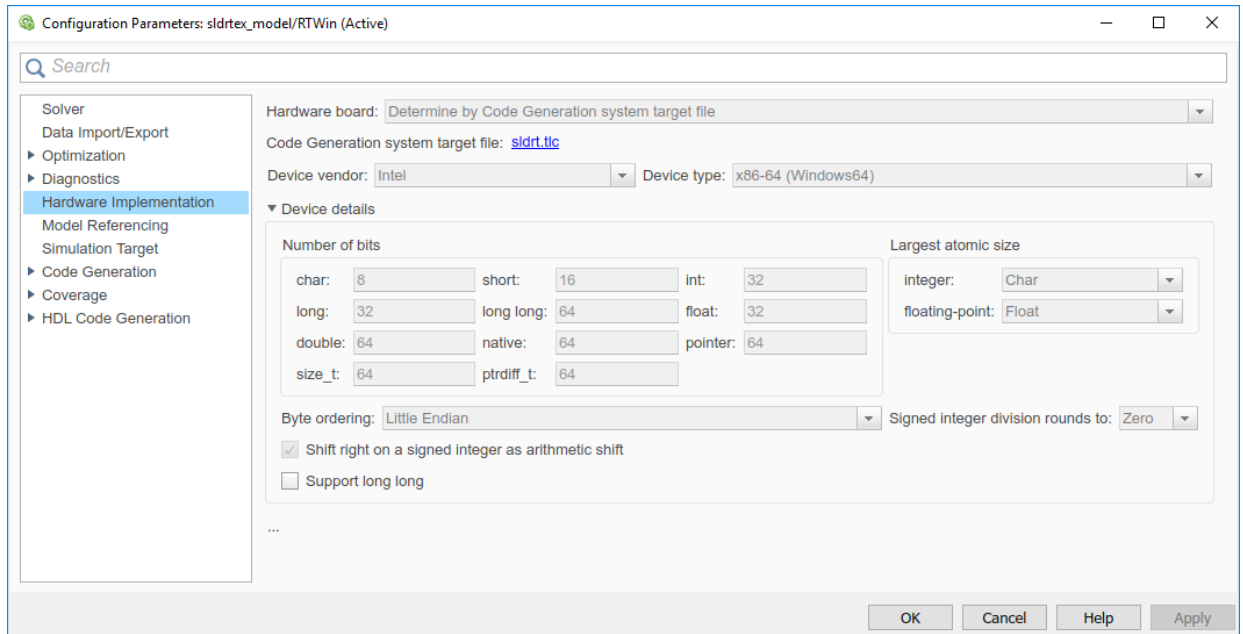 Configuration Parameters: sldrtex_model/RTWin (Active)
Search
Solver
Data Import/Export
Optimization
Diagnostics
Hardware Implementation
Model Referencing
Simulation Target
Code Generation
Coverage
HDL Code Generation
Hardware board: Determine by Code Generation system target file
Code Generation system target file: sldrt.tlc
Device vendor: Intel Device type: x86-64 (Windows64)
Device details
Number of bits Largest atomic size
char: 8 short: 16 int: 32 integer: Char
long: 32 long long: 64 float: 32 floating-point: Float
double: 64 native: 64 pointer: 64
size_t: 64 ptrdiff_t: 64
Byte ordering: Little Endian Signed integer division rounds to: Zero
Shift right on a signed integer as arithmetic shift
Support long long
...
OK Cancel Help Apply